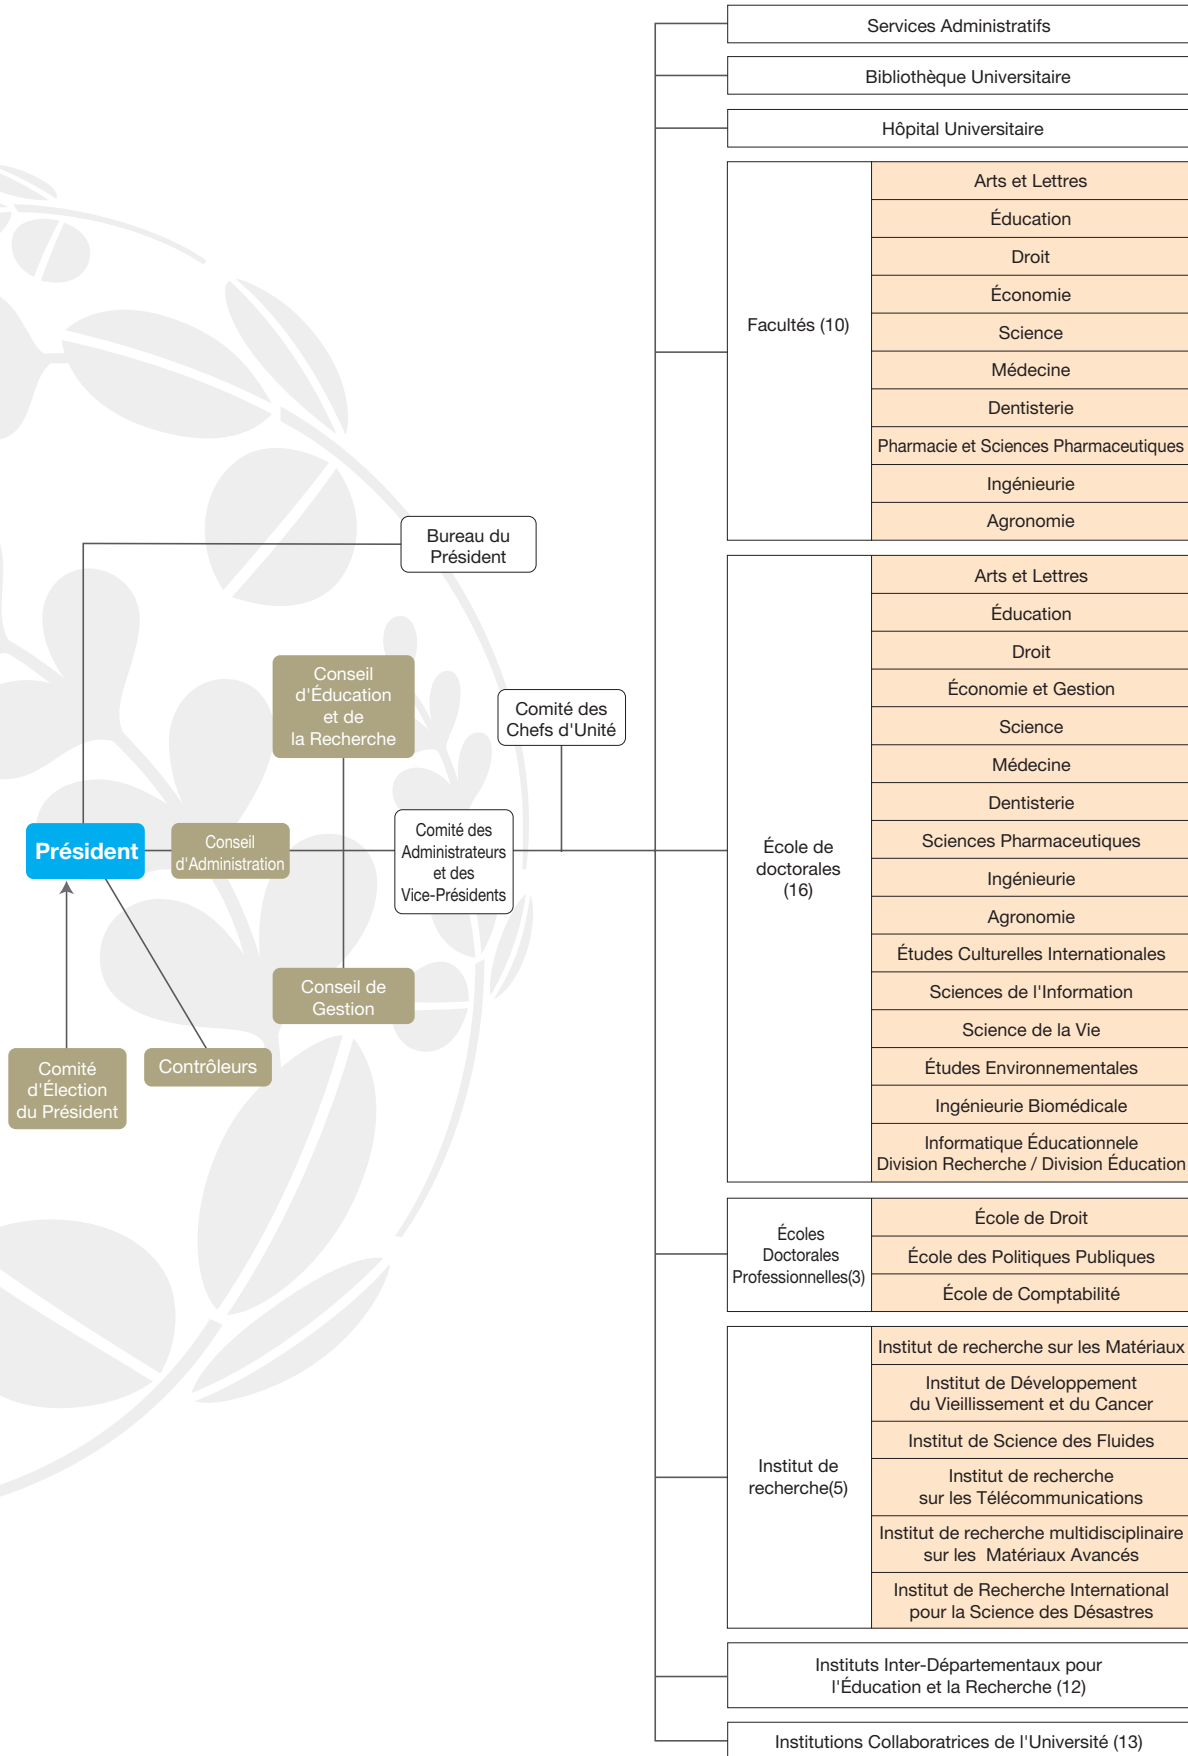 Services Administratifs
Bibliothèque Universitaire
Hôpital Universitaire
Facultés (10)
Arts et Lettres
Éducation
Droit
Économie
Science
Médecine
Dentisterie
Pharmacie et Sciences Pharmaceutiques
Ingénieurie
Agronomie
Bureau du
Président
Conseil
d'Éducation
et de
la Recherche
Comité des
Chefs d'Unité
Président
Conseil
d'Administration
Comité des
Administrateurs
et des
Vice-Présidents
Conseil de
Gestion
Comité
d'Élection
du Président
Contrôleurs
École de
doctorales
(16)
Arts et Lettres
Éducation
Droit
Économie et Gestion
Science
Médecine
Dentisterie
Sciences Pharmaceutiques
Ingénieurie
Agronomie
Études Culturelles Internationales
Sciences de l'Information
Science de la Vie
Études Environnementales
Ingénieurie Biomédicale
Informatique Éducationnele
Division Recherche / Division Éducation
Écoles
Doctorales
Professionnelles(3)
École de Droit
École des Politiques Publiques
École de Comptabilité
Institut de
recherche(5)
Institut de recherche sur les Matériaux
Institut de Développement
du Vieillissement et du Cancer
Institut de Science des Fluides
Institut de recherche
sur les Télécommunications
Institut de recherche multidisciplinaire
sur les  Matériaux Avancés
Institut de Recherche International
pour la Science des Désastres
Instituts Inter-Départementaux pour
l'Éducation et la Recherche (12)
Institutions Collaboratrices de l'Université (13)